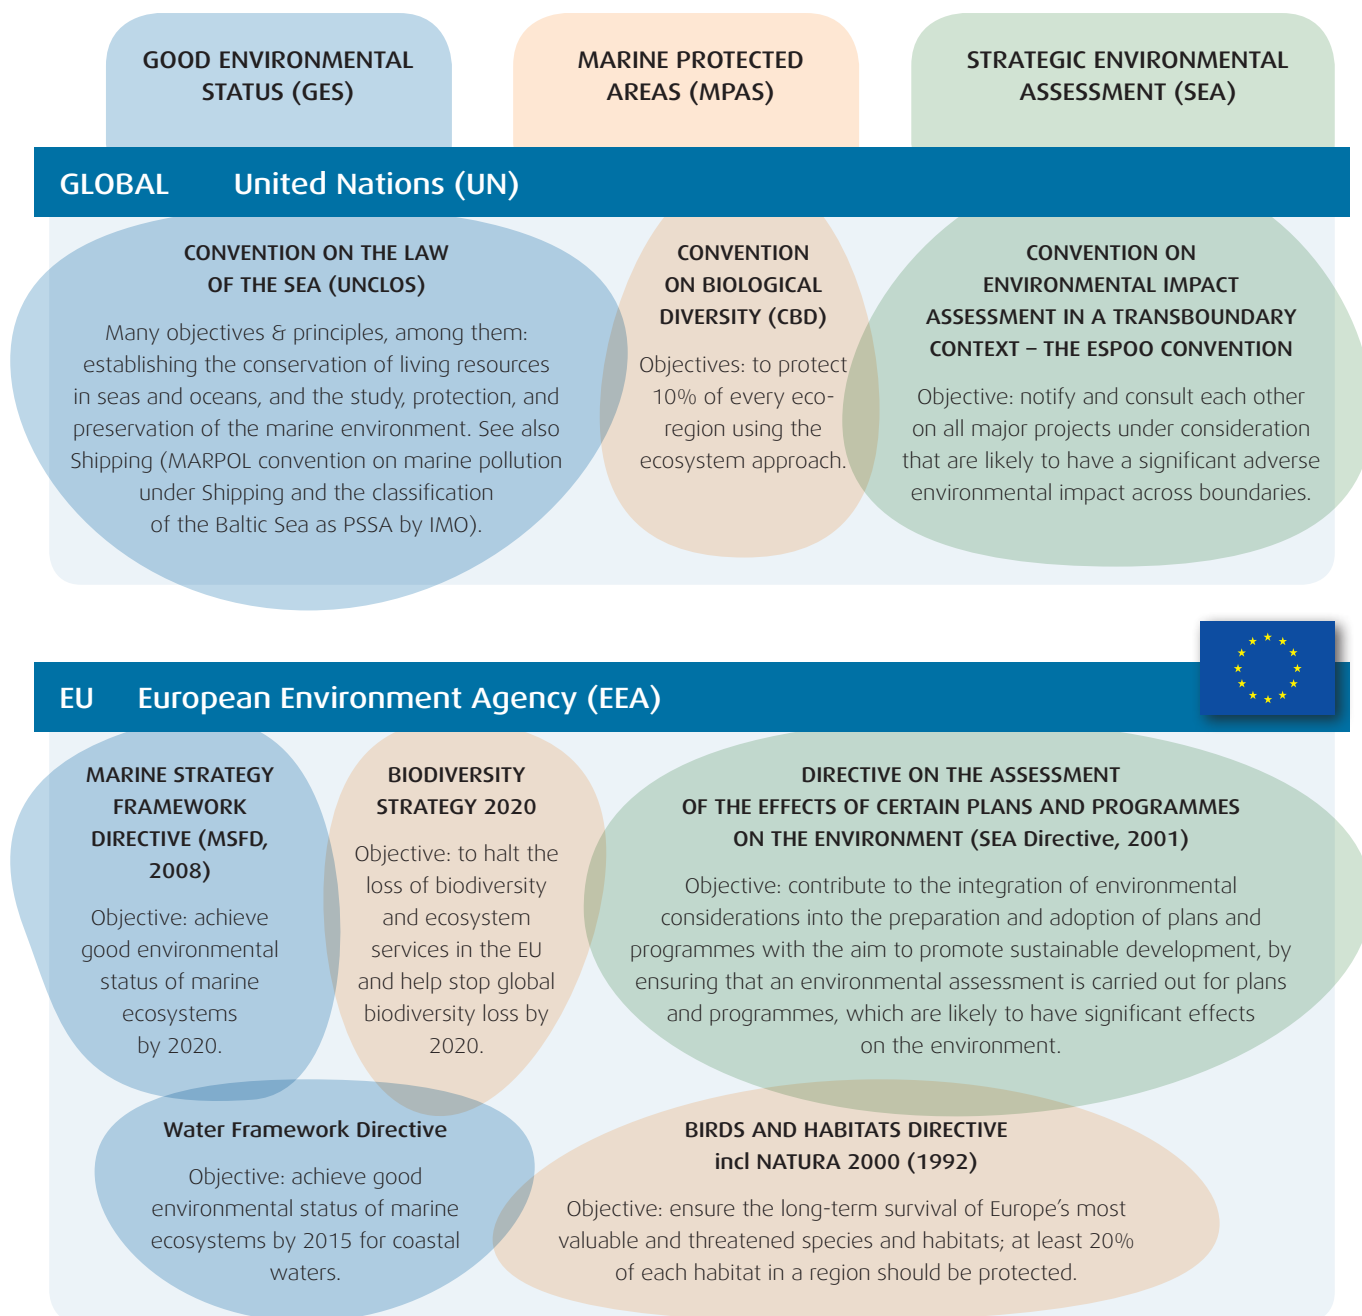 GOOD ENVIRONMENTAL
STATUS (GES)
MARINE PROTECTED
AREAS (MPAS)
STRATEGIC ENVIRONMENTAL
ASSESSMENT (SEA)
GLOBAL United Nations (UN)
CONVENTION ON THE LAW
OF THE SEA (UNCLOS)
Many objectives & principles, among them:
establishing the conservation of living resources
in seas and oceans, and the study, protection, and
preservation of the marine environment. See also
Shipping (MARPOL convention on marine pollution
under Shipping and the classification
of the Baltic Sea as PSSA by IMO).
CONVENTION
ON BIOLOGICAL
DIVERSITY (CBD)
Objectives: to protect
10% of every eco-
region using the
ecosystem approach.
CONVENTION ON
ENVIRONMENTAL IMPACT
ASSESSMENT IN A TRANSBOUNDARY
CONTEXT – THE ESPOO CONVENTION
Objective: notify and consult each other
on all major projects under consideration
that are likely to have a significant adverse
environmental impact across boundaries.
EU European Environment Agency (EEA)
MARINE STRATEGY
FRAMEWORK
DIRECTIVE (MSFD,
2008)
Objective: achieve
good environmental
status of marine
ecosystems
by 2020.
BIODIVERSITY
STRATEGY 2020
Objective: to halt the
loss of biodiversity
and ecosystem
services in the EU
and help stop global
biodiversity loss by
2020.
DIRECTIVE ON THE ASSESSMENT
OF THE EFFECTS OF CERTAIN PLANS AND PROGRAMMES
ON THE ENVIRONMENT (SEA Directive, 2001)
Objective: contribute to the integration of environmental
considerations into the preparation and adoption of plans and
programmes with the aim to promote sustainable development, by
ensuring that an environmental assessment is carried out for plans
and programmes, which are likely to have significant effects
on the environment.
Water Framework Directive
Objective: achieve good
environmental status of marine
ecosystems by 2015 for coastal
waters.
BIRDS AND HABITATS DIRECTIVE
incl NATURA 2000 (1992)
Objective: ensure the long-term survival of Europe’s most
valuable and threatened species and habitats; at least 20%
of each habitat in a region should be protected.